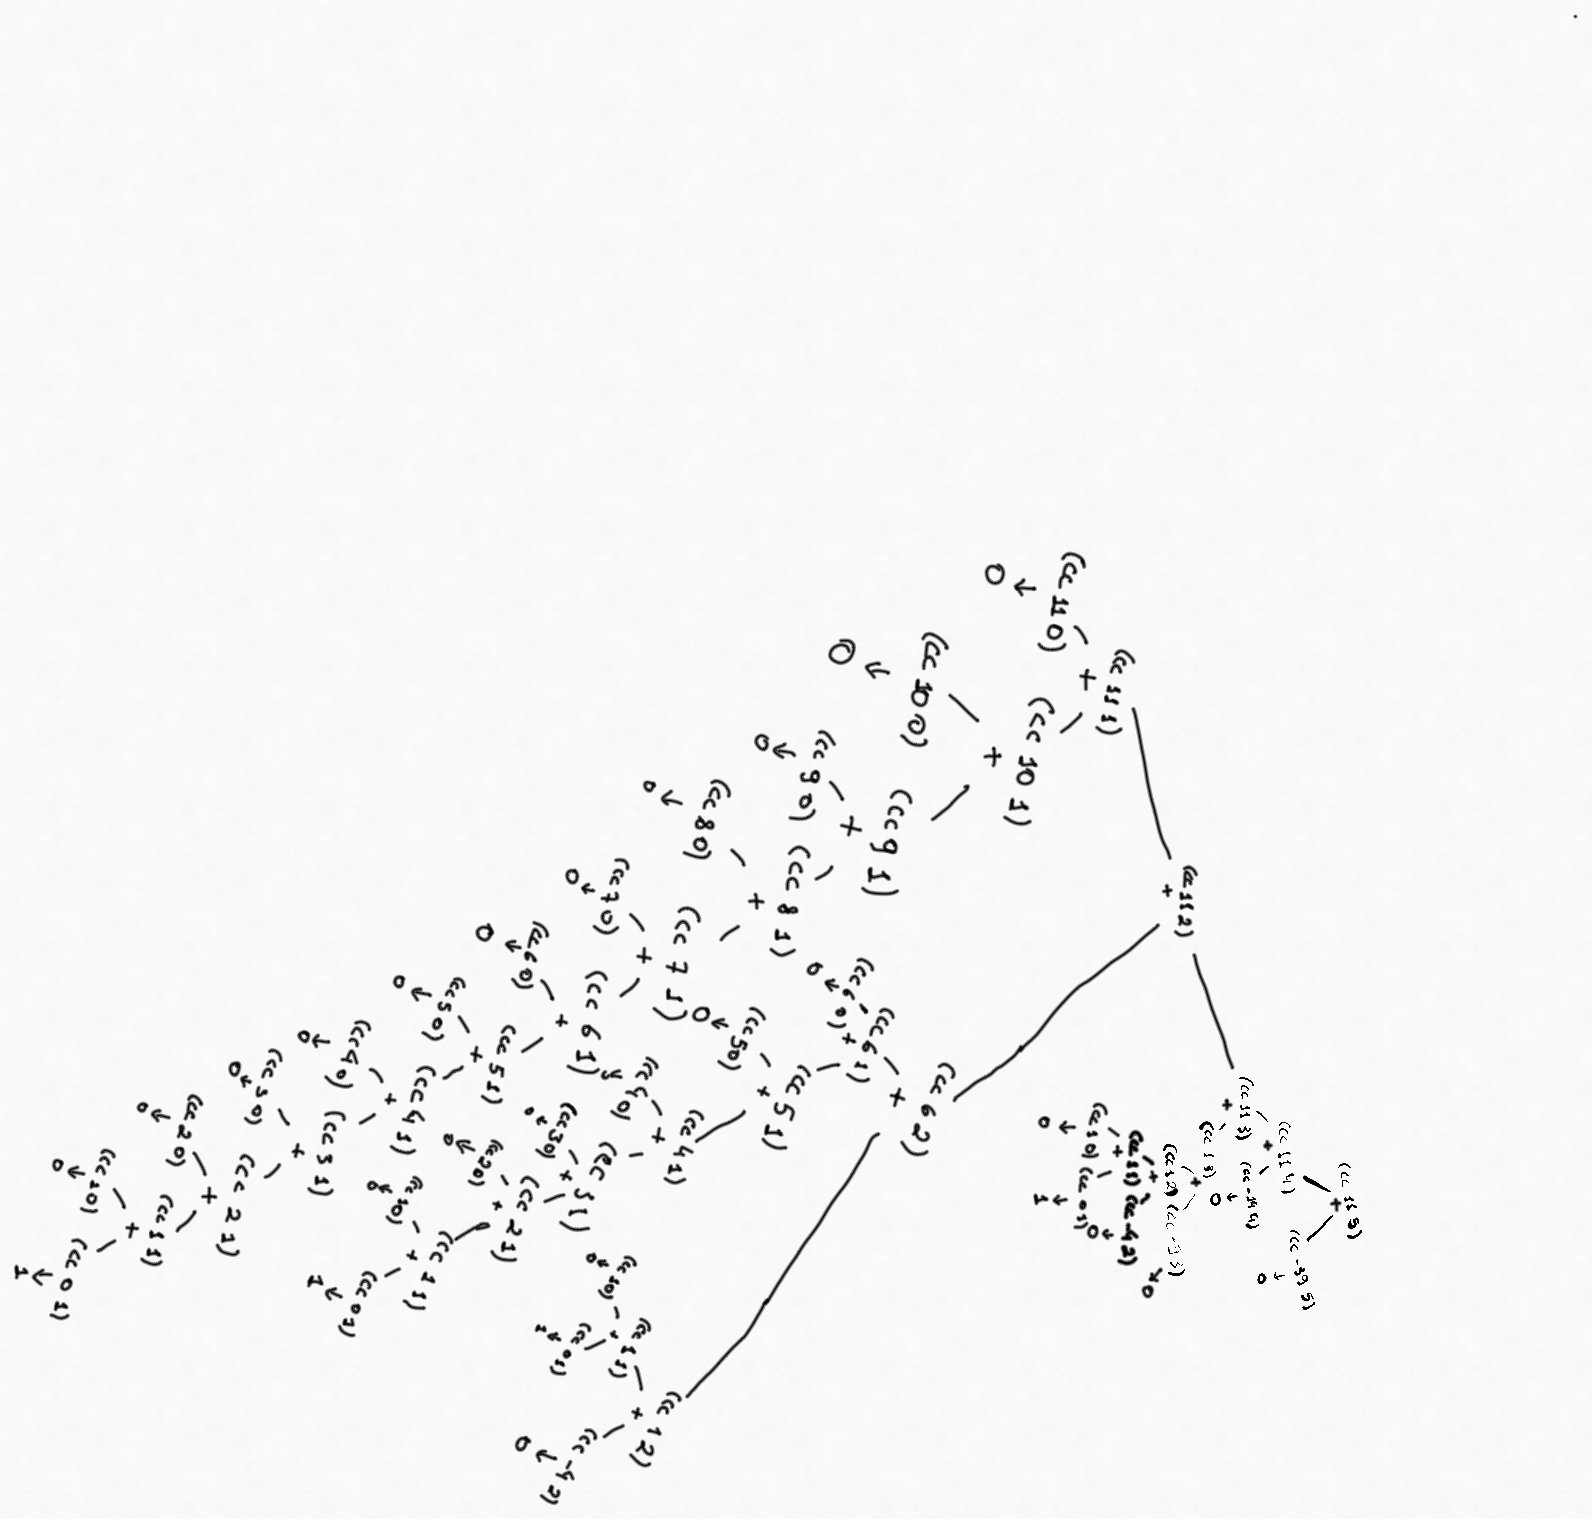 (cc 11 5)
+
(cc 11 4)
(cc -39 5)
↓
0
+
(cc 11 3)
(cc -14 4)
↓
0
+
(cc 11 2)
(cc 1 3)
+
(cc 1 2)
(cc -9 3)
↓
0
+
(cc 1 1)
(cc -4 2)
↓
0
+
(cc 1 0)
↓
0
(cc 0 1)
↓
1
+
(cc 11 1)
(cc 6 2)
+
(cc 11 0)
↓
0
(cc 10 1)
+
(cc 10 0)
↓
0
(cc 9 1)
+
(cc 9 0)
↓
0
(cc 8 1)
+
(cc 8 0)
↓
0
(cc 7 1)
+
(cc 7 0)
↓
0
(cc 6 1)
+
(cc 6 0)
↓
0
(cc 5 1)
+
(cc 5 0)
↓
0
(cc 4 1)
+
(cc 4 0)
↓
0
(cc 3 1)
+
(cc 3 0)
↓
0
(cc 2 1)
+
(cc 2 0)
↓
0
(cc 1 1)
+
(cc 1 0)
↓
0
(cc 0 1)
↓
1
+
(cc 6 1)
(cc 1 2)
+
(cc 6 0)
↓
0
(cc 5 1)
+
(cc 5 0)
↓
0
(cc 4 1)
+
(cc 4 0)
↓
(cc 3 1)
+
(cc 3 0)
↓
0
(cc 2 1)
+
(cc 2 0)
↓
0
(cc 1 1)
+
(cc 1 0)
↓
0
(cc 0 1)
↓
1
+
(cc 1 1)
(cc -4 2)
↓
0
+
(cc 1 0)
↓
0
(cc 0 1)
↓
1